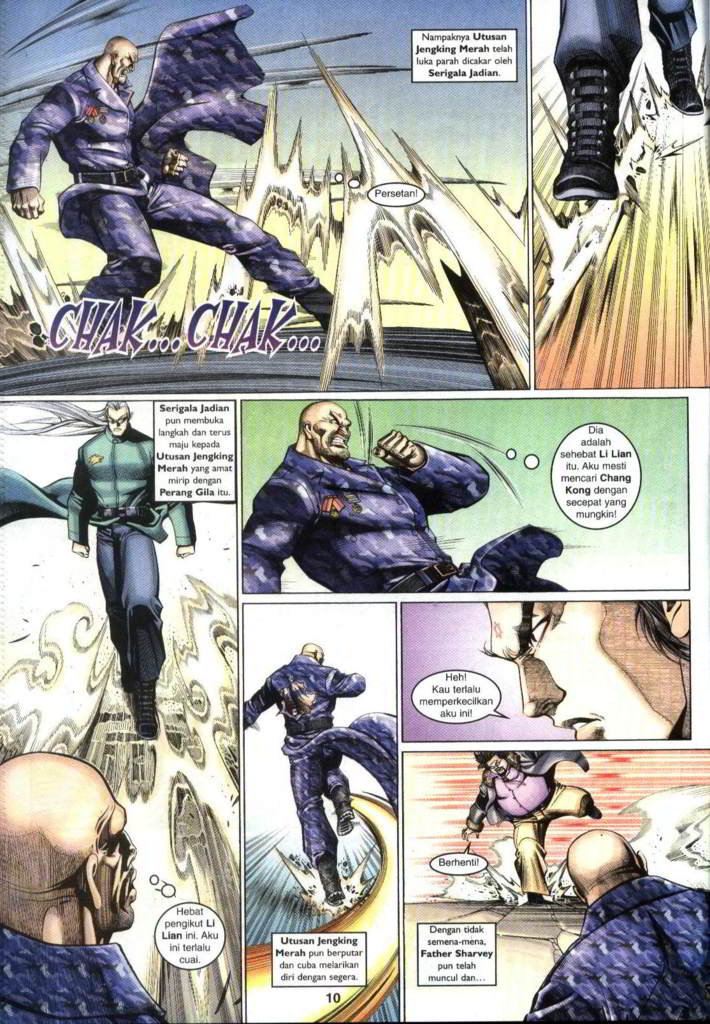 Nampaknya Utusan
Jengking Merah telah
luka parah dicakar oleh
Serigala Jadian.
Persetan!
CHAK... CHAK...
Serigala Jadian
pun membuka
langkah dan terus
maju kepada
Utusan Jengking
Merah yang amat
mirip dengan
Perang Gila itu.
Dia
adalah
sehebat Li Lian
itu. Aku mesti
mencari Chang
Kong dengan
secepat yang
mungkin!
Hebat
pengikut Li
Lian ini. Aku
ini terlalu
cuai.
Utusan Jengking
Merah pun berputar
dan cuba melarikan
diri dengan segera.
Heh!
Kau terlalu
memperkecilkan
aku ini!
Berhenti!
Dengan tidak
semena-mena,
Father Sharvey
pun telah
muncul dan...
10